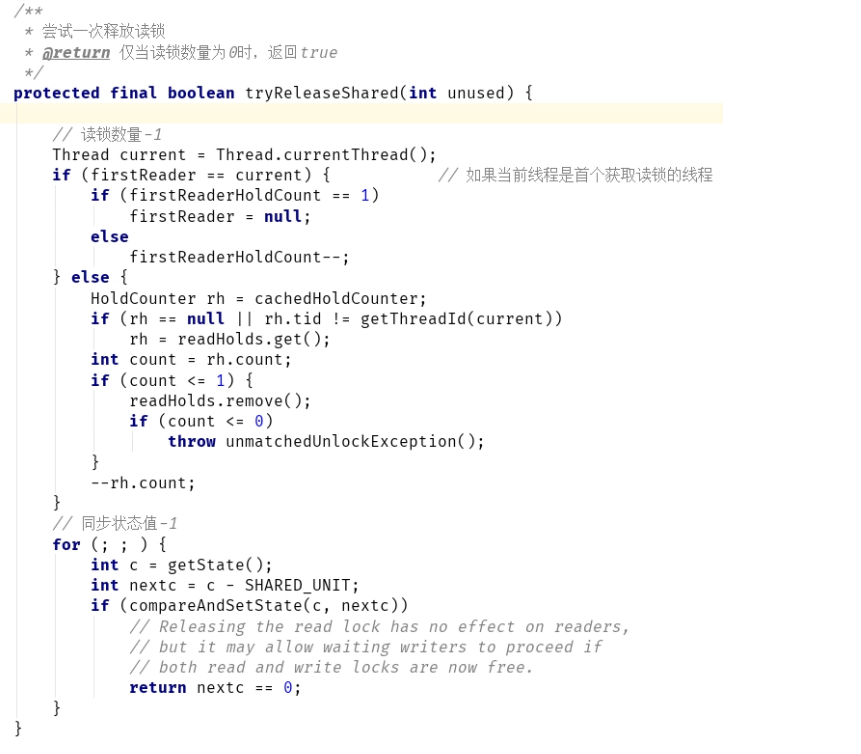 /**
 * 尝试一次释放读锁
 * @return 仅当读锁数量为0时，返回true
 */
protected final boolean tryReleaseShared(int unused) {

    // 读锁数量-1
    Thread current = Thread.currentThread();
    if (firstReader == current) {           // 如果当前线程是首个获取读锁的线程
        if (firstReaderHoldCount == 1)
            firstReader = null;
        else
            firstReaderHoldCount--;
    } else {
        HoldCounter rh = cachedHoldCounter;
        if (rh == null || rh.tid != getThreadId(current))
            rh = readHolds.get();
        int count = rh.count;
        if (count <= 1) {
            readHolds.remove();
            if (count <= 0)
                throw unmatchedUnlockException();
        }
        --rh.count;
    }
    // 同步状态值-1
    for (; ; ) {
        int c = getState();
        int nextc = c - SHARED_UNIT;
        if (compareAndSetState(c, nextc))
            // Releasing the read lock has no effect on readers,
            // but it may allow waiting writers to proceed if
            // both read and write locks are now free.
            return nextc == 0;
    }
}